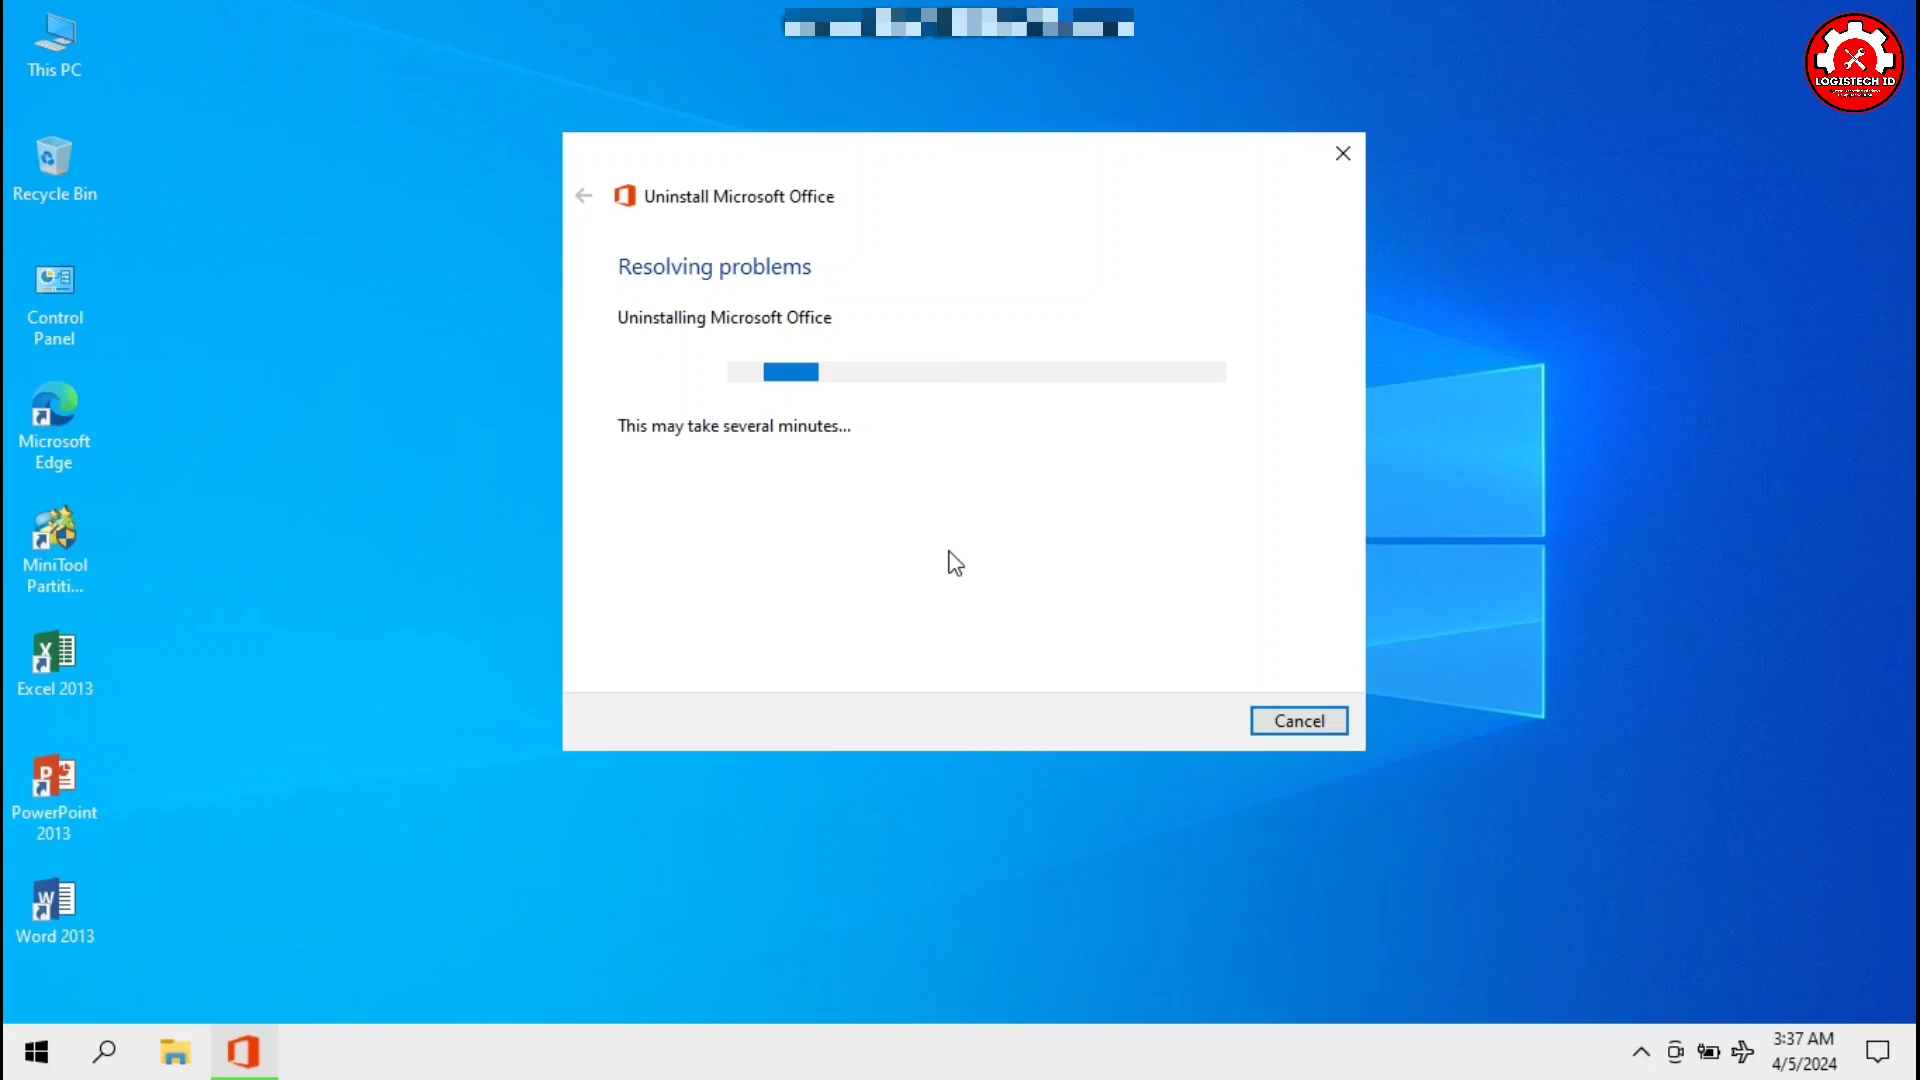 This PC
Recycle Bin
Control
Panel
Microsoft
Edge
MiniTool
Partiti...
Excel 2013
PowerPoint
2013
Word 2013
Uninstall Microsoft Office
Resolving problems
Uninstalling Microsoft Office
This may take several minutes...
Cancel
LOGISTECH ID
3:37 AM
4/5/2024